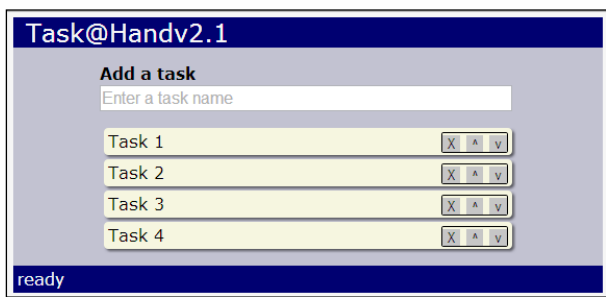 Task@Handv2.1
Add a task
Enter a task name
Task 1 X ^ v
Task 2 X ^ v
Task 3 X ^ v
Task 4 X ^ v
ready